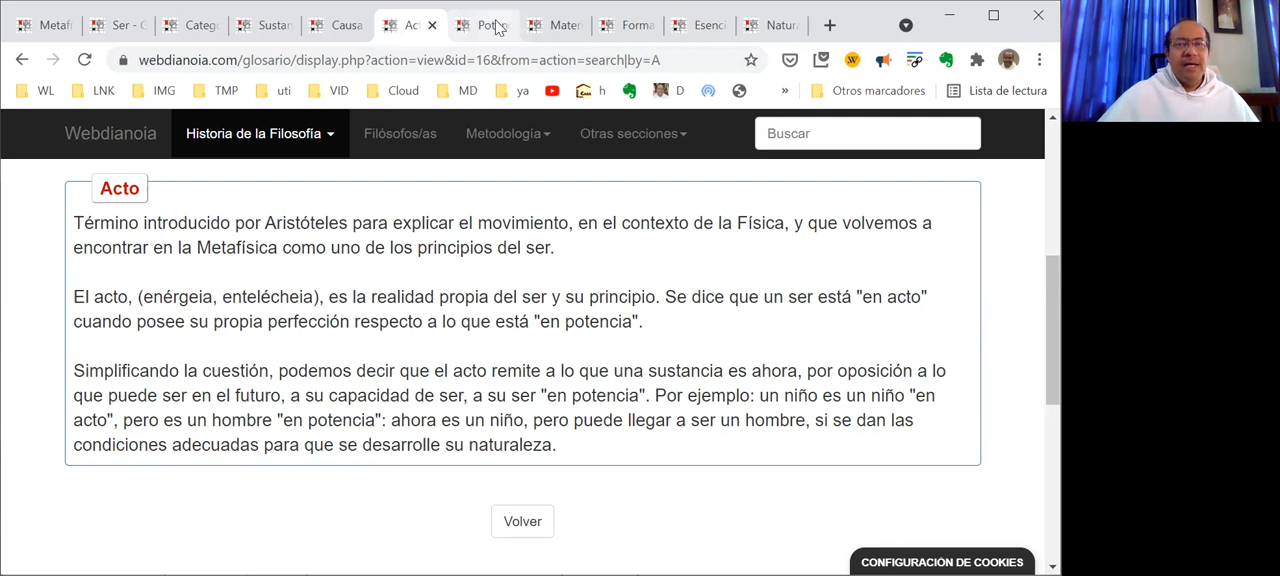 Metaf
Ser - G
Catego
Sustan
Causa
Ac
Pot
Materi
Forma
Esenci
Natura
webdianoia.com/glosario/display.php?action=view&id=16&from=action=search|by=A
WL
LNK
IMG
TMP
uti
VID
Cloud
MD
ya
h
D
»
Otros marcadores
Lista de lectura
Webdianoia
Historia de la Filosofía
Filósofos/as
Metodología
Otras secciones
Buscar
Acto
Término introducido por Aristóteles para explicar el movimiento, en el contexto de la Física, y que volvemos a
encontrar en la Metafísica como uno de los principios del ser.
El acto, (enérgeia, entelécheia), es la realidad propia del ser y su principio. Se dice que un ser está "en acto"
cuando posee su propia perfección respecto a lo que está "en potencia".
Simplificando la cuestión, podemos decir que el acto remite a lo que una sustancia es ahora, por oposición a lo
que puede ser en el futuro, a su capacidad de ser, a su ser "en potencia". Por ejemplo: un niño es un niño "en
acto", pero es un hombre "en potencia": ahora es un niño, pero puede llegar a ser un hombre, si se dan las
condiciones adecuadas para que se desarrolle su naturaleza.
Volver
CONFIGURACIÓN DE COOKIES